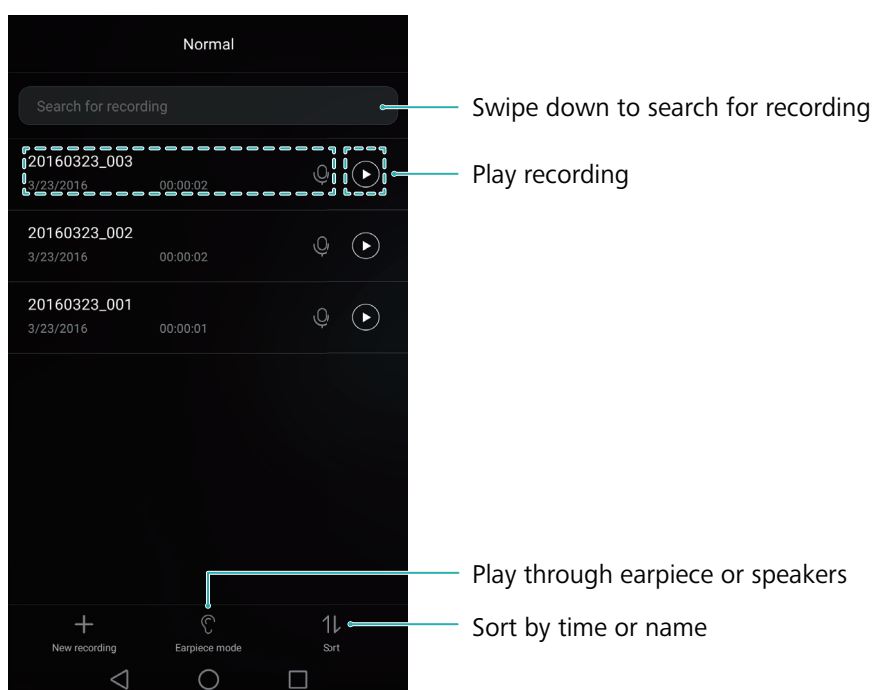 Normal
Search for recording
Swipe down to search for recording
20160323_003
3/23/2016 00:00:02
Play recording
20160323_002
3/23/2016 00:00:02
20160323_001
3/23/2016 00:00:01
Play through earpiece or speakers
Sort by time or name
New recording Earpiece mode Sort